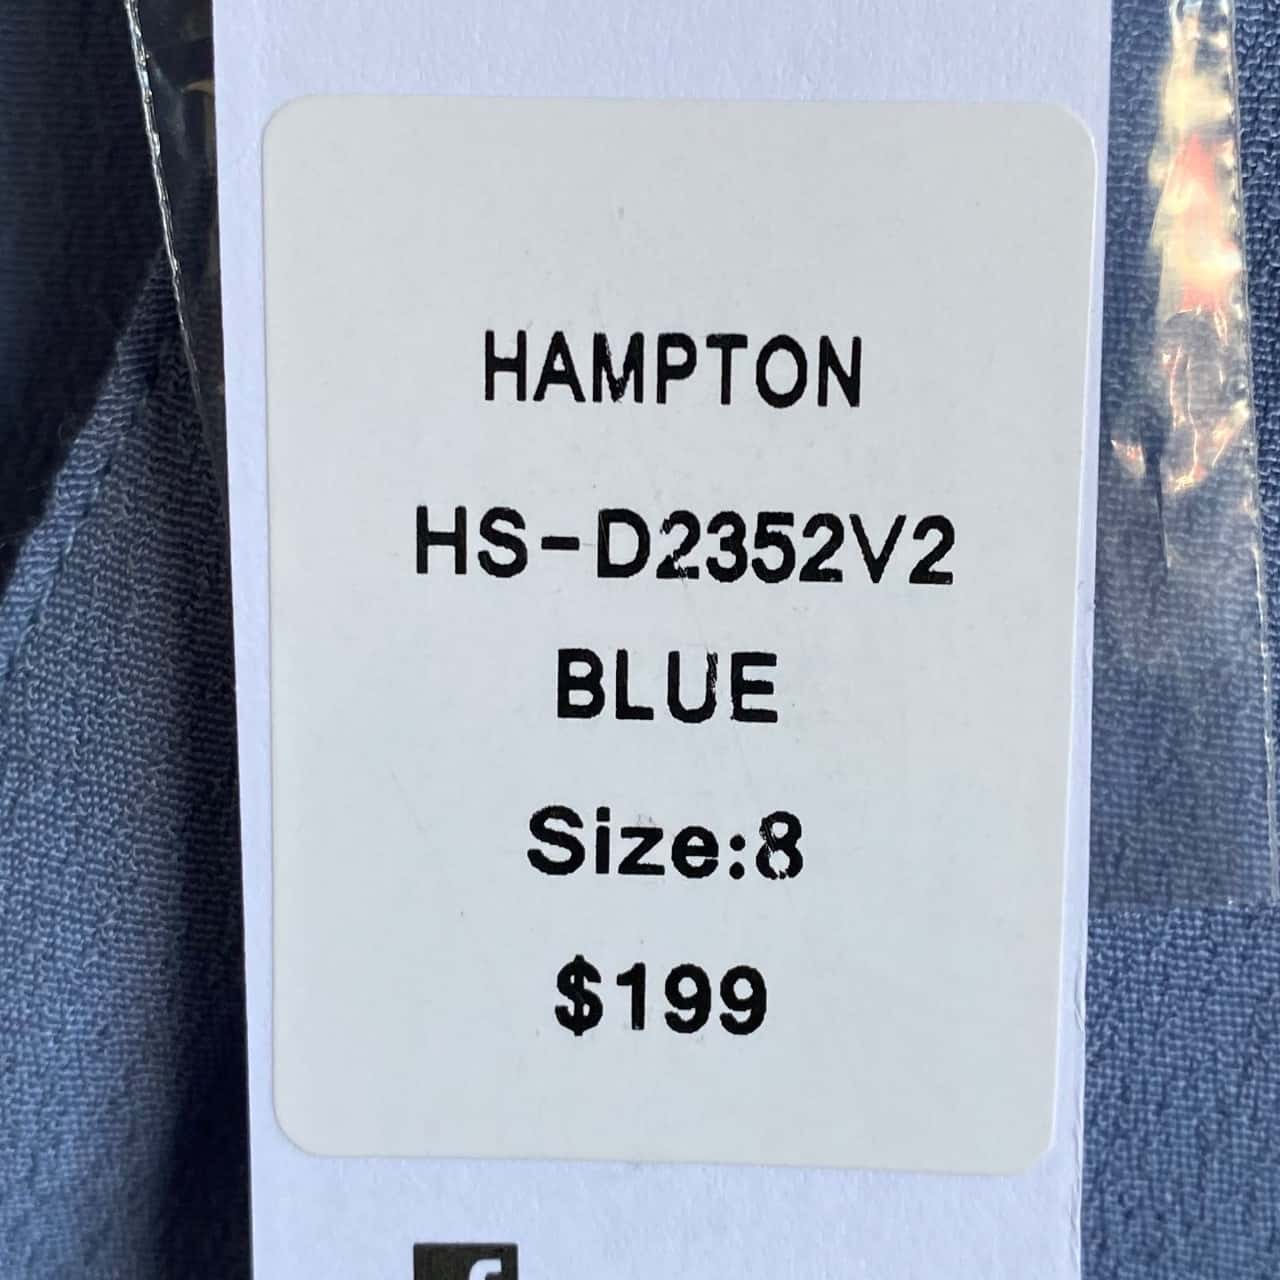 HAMPTON
HS-D2352V2
BLUE
Size:8
$199